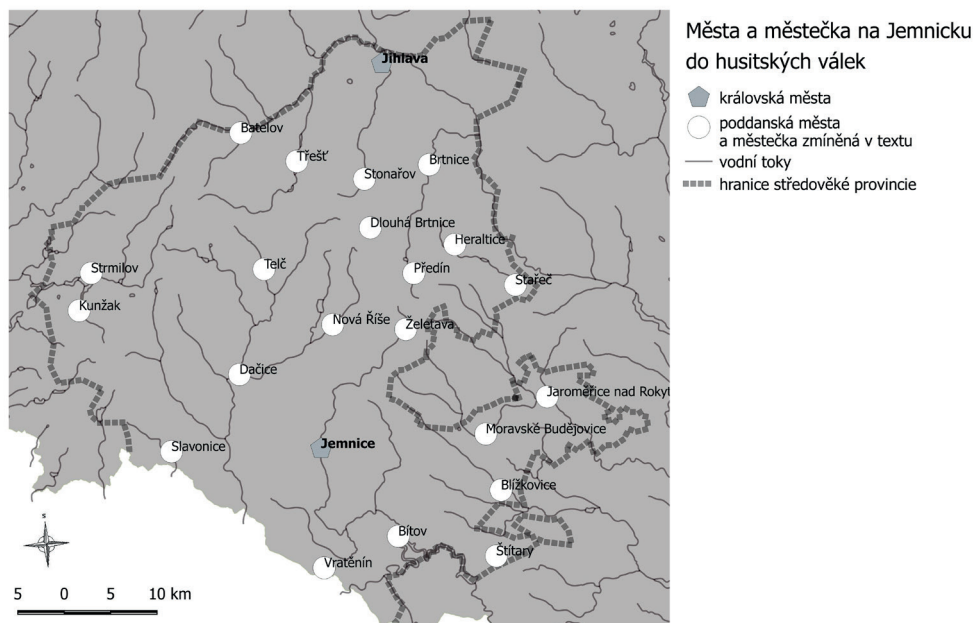 Města a městečka na Jemnicku
do husitských válek
královská města
poddanská města
a městečka zmíněná v textu
vodní toky
hranice středověké provincie
Jihlava
Batelov
Třešť
Stonařov
Brtnice
Dlouhá Brtnice
Heraltice
Telč
Předín
Strmilov
Stařeč
Kunžak
Nová Říše
Želetava
Dačice
Jaroměřice nad Rokyt
Moravské Budějovice
Jemnice
Slavonice
Blížkovice
Bítov
Štítary
Vratěnín
S
5 0 5 10 km